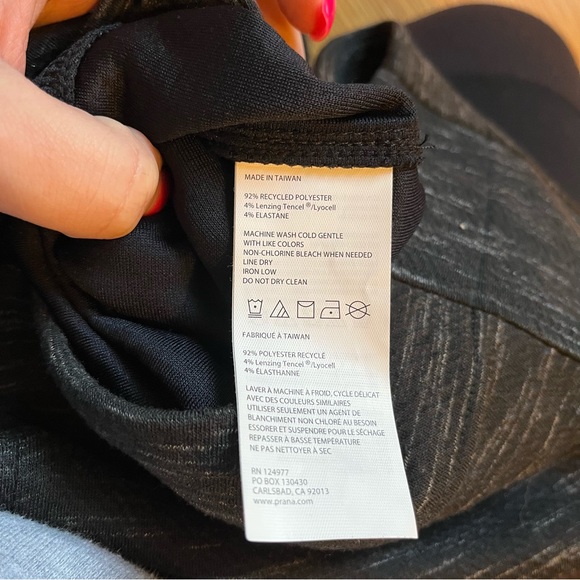 MADE IN TAIWAN
92% RECYCLED POLYESTER
4% Lenzing Tencel ®/Lyocell
4% ELASTANE
MACHINE WASH COLD GENTLE
WITH LIKE COLORS
NON-CHLORINE BLEACH WHEN NEEDED
LINE DRY
IRON LOW
DO NOT DRY CLEAN
FABRIQUÉ À TAIWAN
92% POLYESTER RECYCLÉ
4% Lenzing Tencel ®/Lyocell
4% ÉLASTHANNE
LAVER À MACHINE À FROID, CYCLE DÉLICAT
AVEC DES COULEURS SIMILAIRES
UTILISER SEULEMENT UN AGENT DE
BLANCHIMENT NON CHLORÉ AU BESOIN
ESSORER ET SUSPENDRE POUR LE SÉCHAGE
REPASSER À BASSE TEMPÉRATURE
NE PAS NETTOYER À SEC
RN 124977
PO BOX 130430
CARLSBAD, CA 92013
www.prana.com